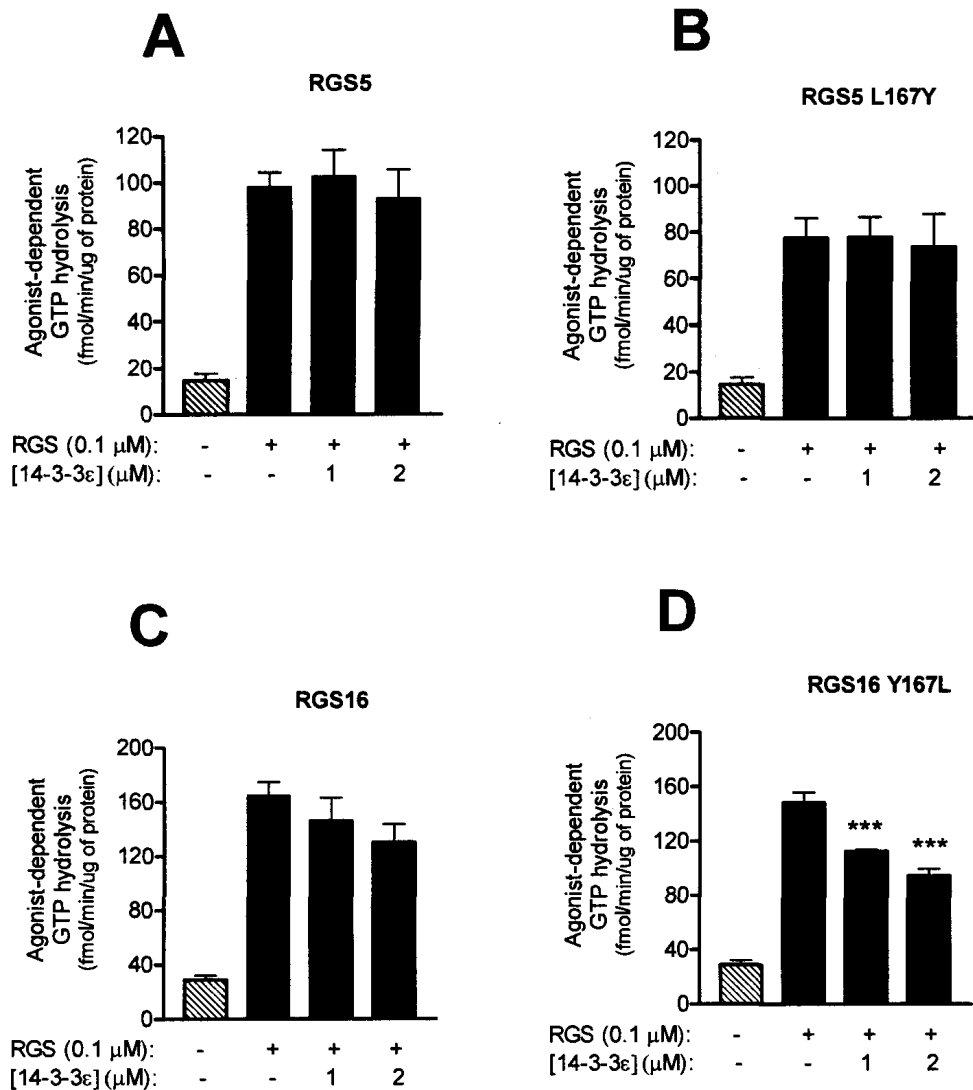 A
RGS5
Agonist-dependent
GTP hydrolysis
(fmol/min/ug of protein)
120
100
80
60
40
20
0
RGS (0.1 μM): - + + +
[14-3-3ε] (μM): - - 1 2
B
RGS5 L167Y
Agonist-dependent
GTP hydrolysis
(fmol/min/ug of protein)
120
100
80
60
40
20
0
RGS (0.1 μM): - + + +
[14-3-3ε] (μM): - - 1 2
C
RGS16
Agonist-dependent
GTP hydrolysis
(fmol/min/ug of protein)
200
160
120
80
40
0
RGS (0.1 μM): - + + +
[14-3-3ε] (μM): - - 1 2
D
RGS16 Y167L
Agonist-dependent
GTP hydrolysis
(fmol/min/ug of protein)
200
160
120
80
40
0
*** ***
RGS (0.1 μM): - + + +
[14-3-3ε] (μM): - - 1 2